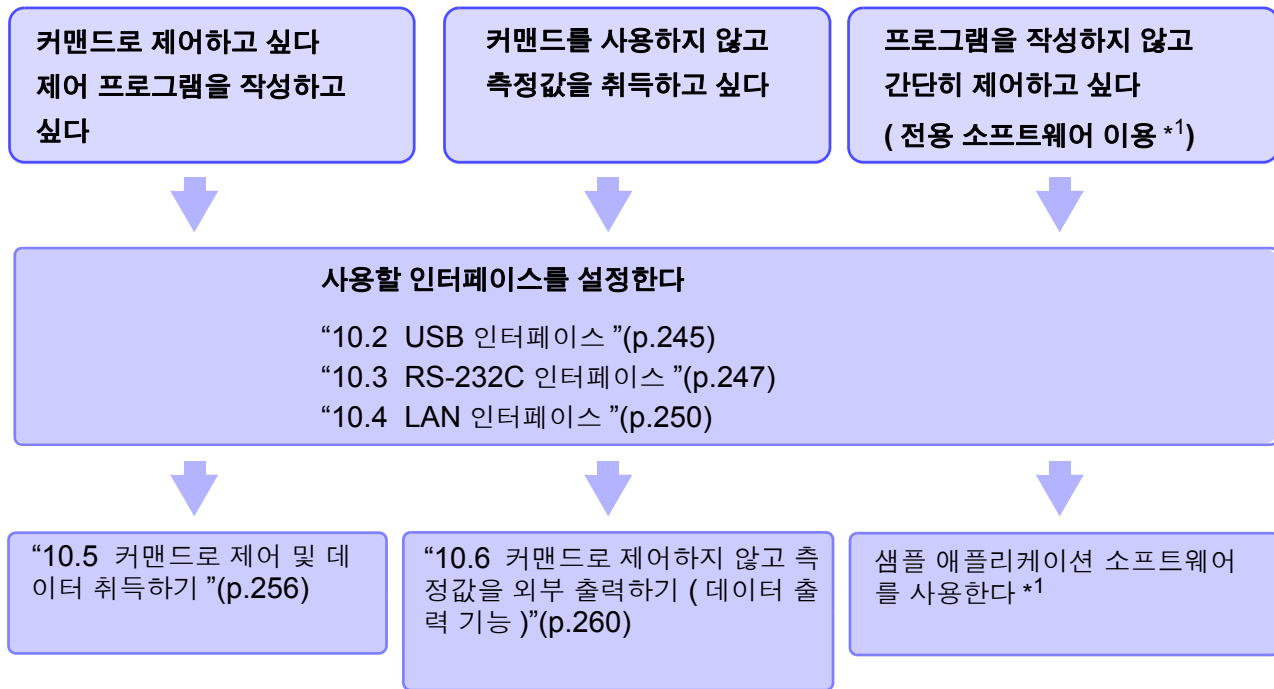 커맨드로 제어하고 싶다
제어 프로그램을 작성하고
싶다
커맨드를 사용하지 않고
측정값을 취득하고 싶다
프로그램을 작성하지 않고
간단히 제어하고 싶다
( 전용 소프트웨어 이용 *1)
사용할 인터페이스를 설정한다
“10.2 USB 인터페이스 ”(p.245)
“10.3 RS-232C 인터페이스 ”(p.247)
“10.4 LAN 인터페이스 ”(p.250)
“10.5 커맨드로 제어 및 데
이터 취득하기 ”(p.256)
“10.6 커맨드로 제어하지 않고 측
정값을 외부 출력하기 ( 데이터 출
력 기능 )”(p.260)
샘플 애플리케이션 소프트웨어
를 사용한다 *1